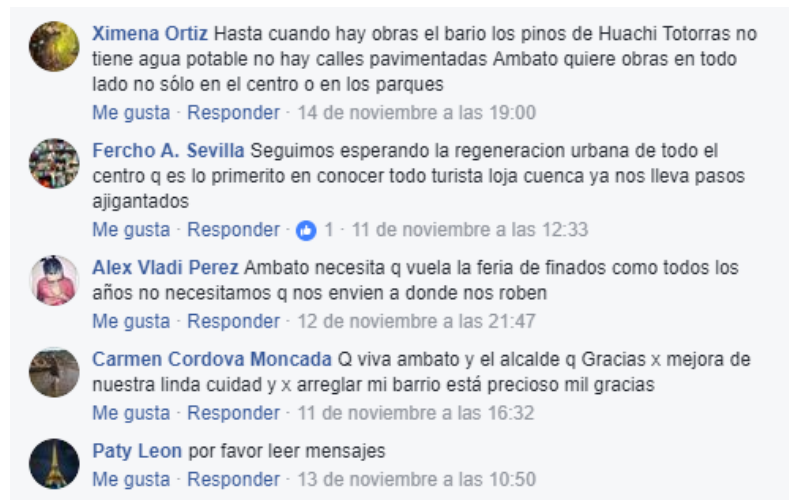 Ximena Ortiz Hasta cuando hay obras el bario los pinos de Huachi Totorras no
tiene agua potable no hay calles pavimentadas Ambato quiere obras en todo
lado no sólo en el centro o en los parques
Me gusta · Responder · 14 de noviembre a las 19:00
Fercho A. Sevilla Seguimos esperando la regeneracion urbana de todo el
centro q es lo primerito en conocer todo turista loja cuenca ya nos lleva pasos
ajigantados
Me gusta · Responder · 1 · 11 de noviembre a las 12:33
Alex Vladi Perez Ambato necesita q vuela la feria de finados como todos los
años no necesitamos q nos envien a donde nos roben
Me gusta · Responder · 12 de noviembre a las 21:47
Carmen Cordova Moncada Q viva ambato y el alcalde q Gracias x mejora de
nuestra linda cuidad y x arreglar mi barrio está precioso mil gracias
Me gusta · Responder · 11 de noviembre a las 16:32
Paty Leon por favor leer mensajes
Me gusta · Responder · 13 de noviembre a las 10:50